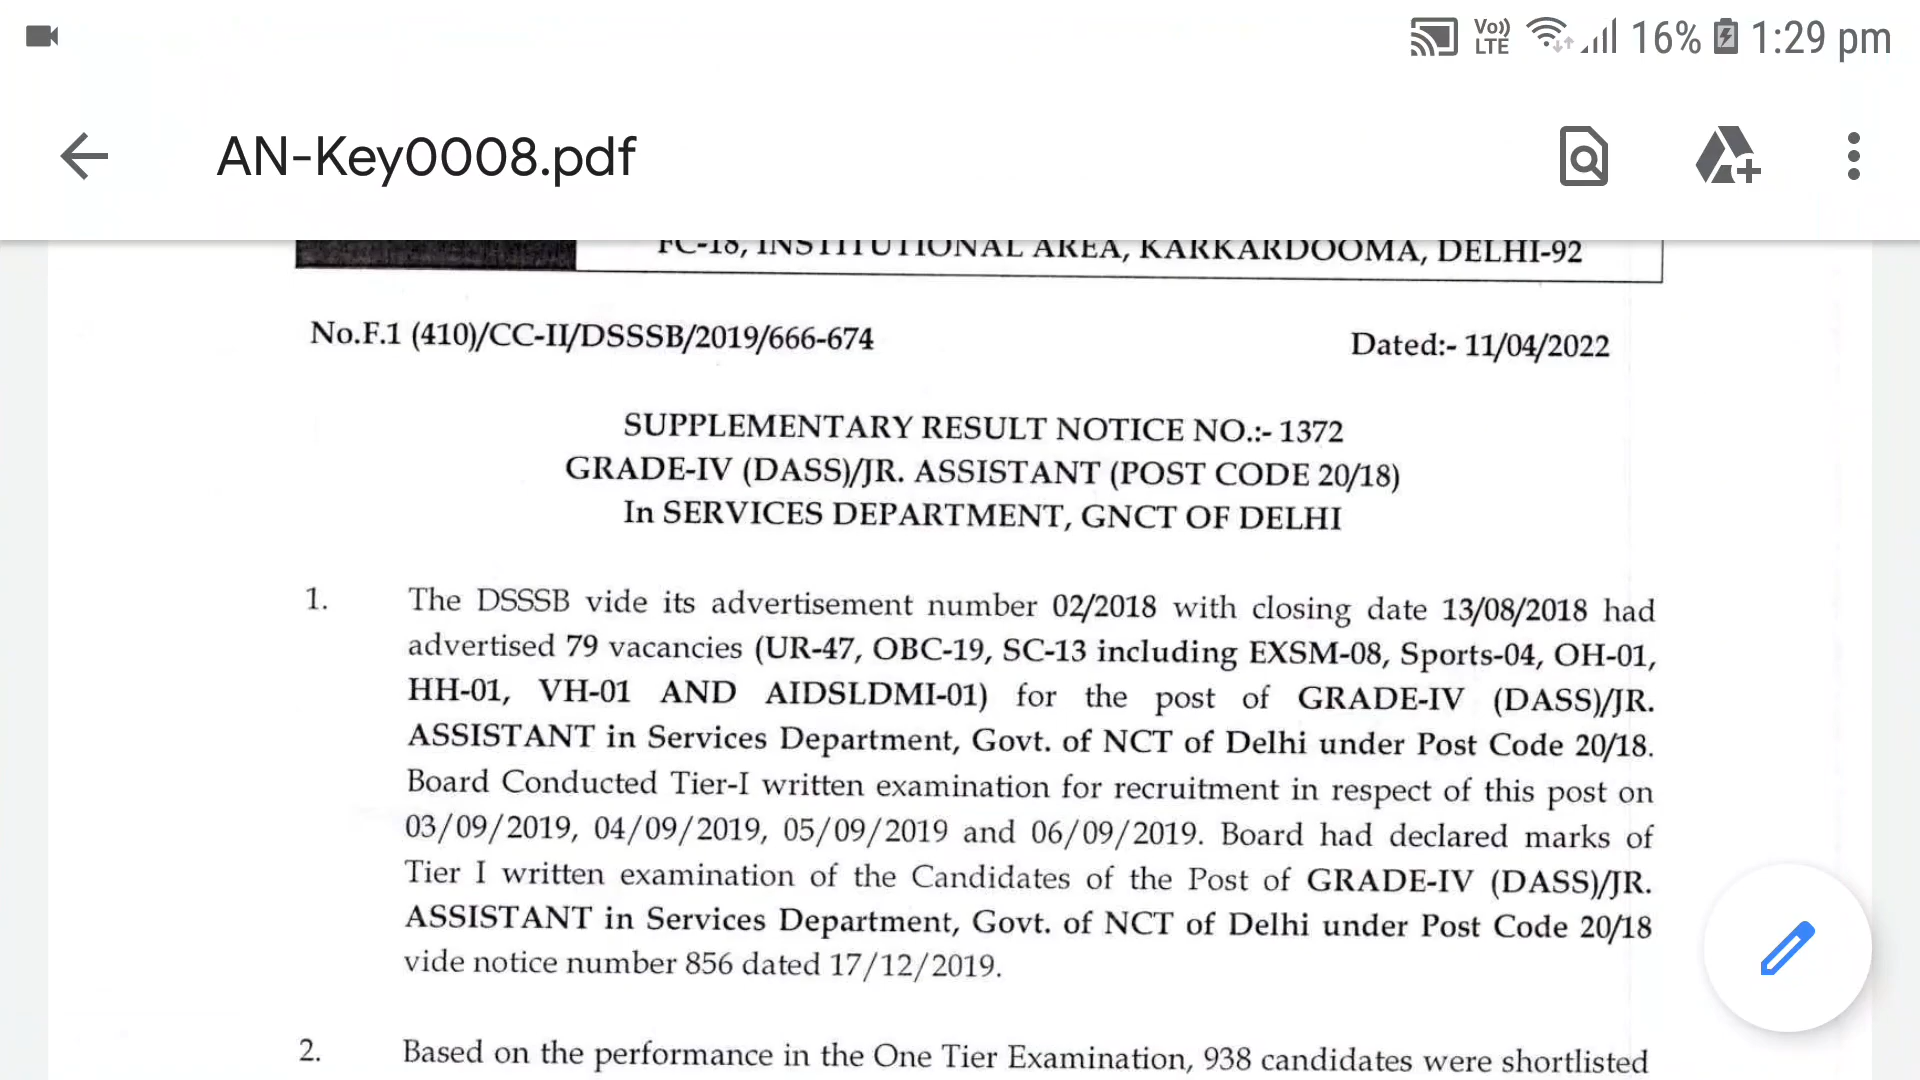 Vo)) LTE 16% 1:29 pm
AN-Key0008.pdf
FC-18, INSTITUTIONAL AREA, KARKARDOOMA, DELHI-92
No.F.1 (410)/CC-II/DSSSB/2019/666-674 Dated:- 11/04/2022
SUPPLEMENTARY RESULT NOTICE NO.:- 1372
GRADE-IV (DASS)/JR. ASSISTANT (POST CODE 20/18)
In SERVICES DEPARTMENT, GNCT OF DELHI
1. The DSSSB vide its advertisement number 02/2018 with closing date 13/08/2018 had
advertised 79 vacancies (UR-47, OBC-19, SC-13 including EXSM-08, Sports-04, OH-01,
HH-01, VH-01 AND AIDSLDMI-01) for the post of GRADE-IV (DASS)/JR.
ASSISTANT in Services Department, Govt. of NCT of Delhi under Post Code 20/18.
Board Conducted Tier-I written examination for recruitment in respect of this post on
03/09/2019, 04/09/2019, 05/09/2019 and 06/09/2019. Board had declared marks of
Tier I written examination of the Candidates of the Post of GRADE-IV (DASS)/JR.
ASSISTANT in Services Department, Govt. of NCT of Delhi under Post Code 20/18
vide notice number 856 dated 17/12/2019.
2. Based on the performance in the One Tier Examination, 938 candidates were shortlisted